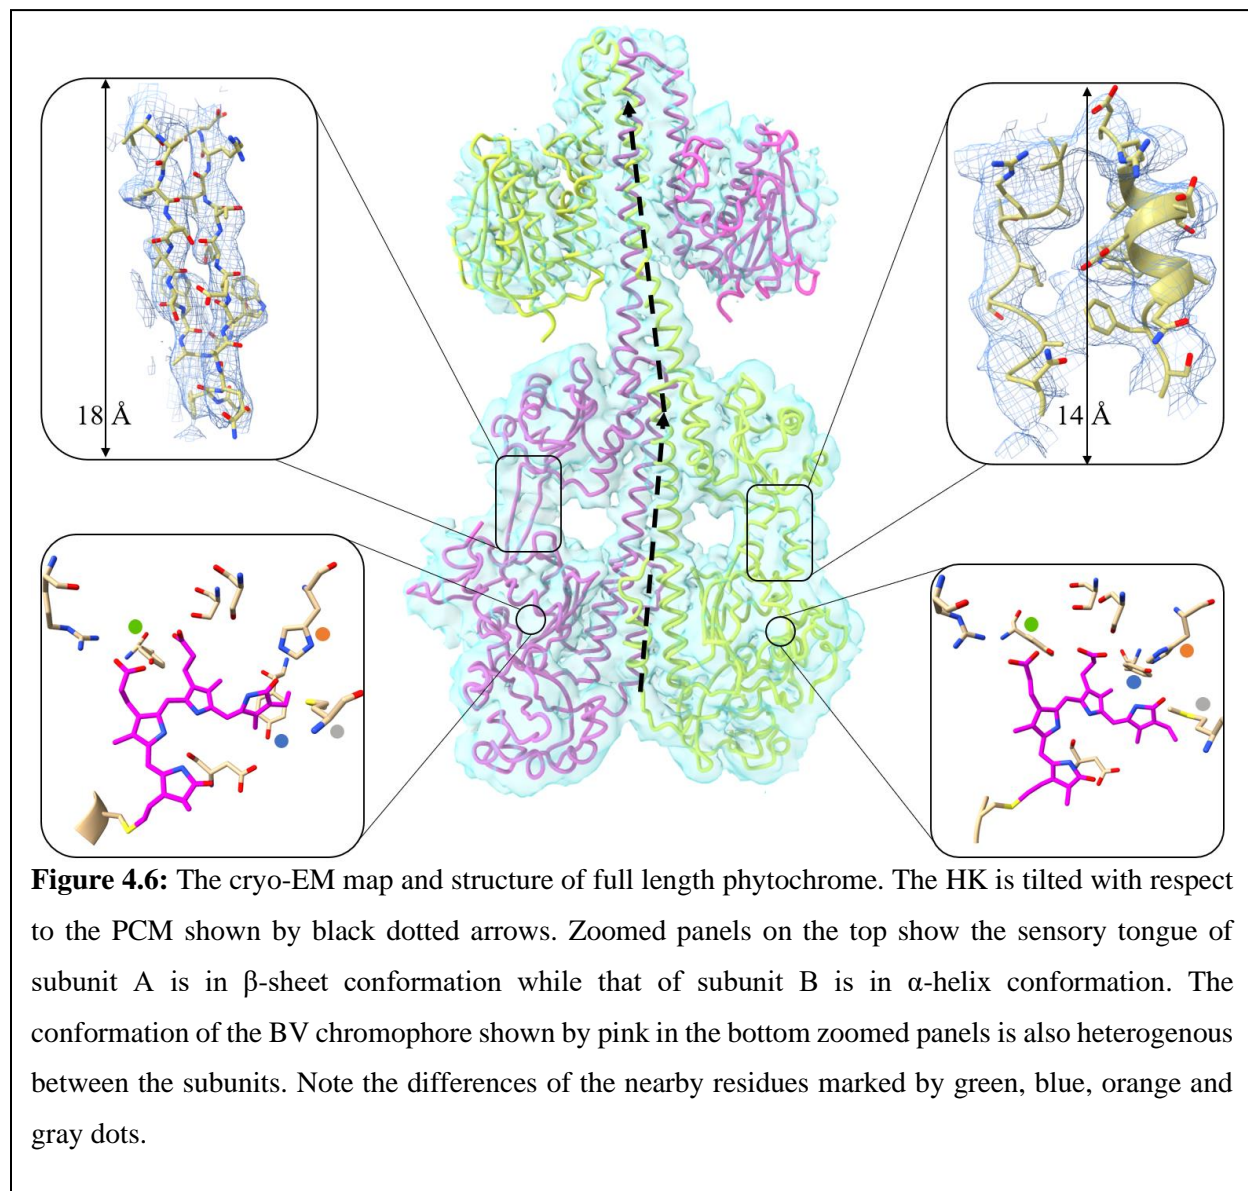 18 Å
14 Å
Figure 4.6: The cryo-EM map and structure of full length phytochrome. The HK is tilted with respect
to the PCM shown by black dotted arrows. Zoomed panels on the top show the sensory tongue of
subunit A is in β-sheet conformation while that of subunit B is in α-helix conformation. The
conformation of the BV chromophore shown by pink in the bottom zoomed panels is also heterogenous
between the subunits. Note the differences of the nearby residues marked by green, blue, orange and
gray dots.